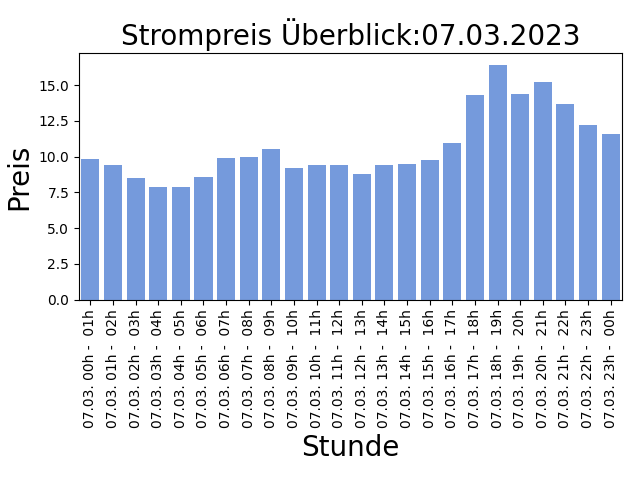 Strompreis Überblick:07.03.2023
Preis
15.0
12.5
10.0
7.5
5.0
2.5
0.0
07.03. 00h - 01h
07.03. 01h - 02h
07.03. 02h - 03h
07.03. 03h - 04h
07.03. 04h - 05h
07.03. 05h - 06h
07.03. 06h - 07h
07.03. 07h - 08h
07.03. 08h - 09h
07.03. 09h - 10h
07.03. 10h - 11h
07.03. 11h - 12h
07.03. 12h - 13h
07.03. 13h - 14h
07.03. 14h - 15h
07.03. 15h - 16h
07.03. 16h - 17h
07.03. 17h - 18h
07.03. 18h - 19h
07.03. 19h - 20h
07.03. 20h - 21h
07.03. 21h - 22h
07.03. 22h - 23h
07.03. 23h - 00h
Stunde